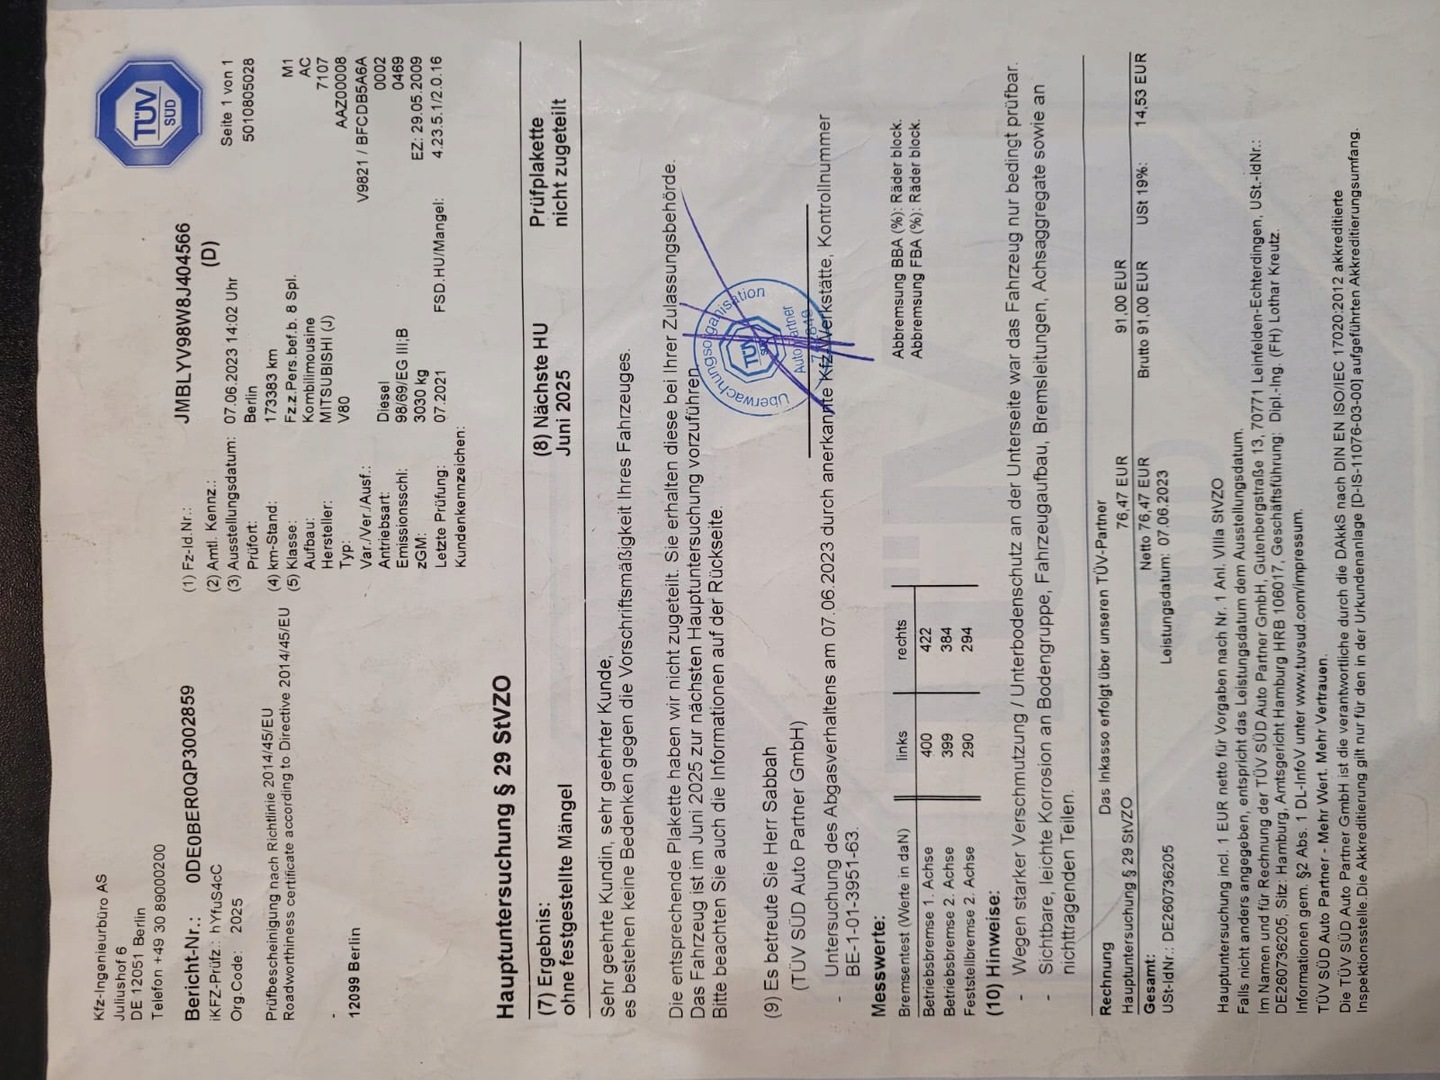 Kfz-Ingenieurbüro AS
Juliushof 6
DE 12051 Berlin
Telefon +49 30 89000200
TÜV
SÜD
Bericht-Nr.: 0DE0BER0QP3002859
iKFZ-Prüfz.: hYfuS4cC
Org.Code: 2025
Prüfbescheinigung nach Richtlinie 2014/45/EU
Roadworthiness certificate according to Directive 2014/45/EU
-
12099 Berlin
Seite 1 von 1
5010805028
(1) Fz-Id.Nr.: JMBLYV98W8J404566
(2) Amtl. Kennz.: (D)
(3) Ausstellungsdatum: 07.06.2023 14:02 Uhr
Prüfort: Berlin
(4) km-Stand: 173383 km
(5) Klasse: Fz.z.Pers.bef.b. 8 Spl. M1
Aufbau: Kombilimousine AC
Hersteller: MITSUBISHI (J) 7107
Typ: V80 AAZ00008
Var./Ver./Ausf.: V9821 / BFCDB5A6A
Antriebsart: Diesel 0002
Emissionsschl: 98/69/EG III;B 0469
zGM: 3030 kg EZ: 29.05.2009
Letzte Prüfung: 07.2021 FSD.HU/Mangel: 4.23.5.1/2.0.16
Kundenkennzeichen:
Hauptuntersuchung § 29 StVZO
(7) Ergebnis: (8) Nächste HU Prüfplakette
ohne festgestellte Mängel Juni 2025 nicht zugeteilt
Sehr geehrte Kundin, sehr geehrter Kunde,
es bestehen keine Bedenken gegen die Vorschriftsmäßigkeit Ihres Fahrzeuges.
Die entsprechende Plakette haben wir nicht zugeteilt. Sie erhalten diese bei Ihrer Zulassungsbehörde.
Das Fahrzeug ist im Juni 2025 zur nächsten Hauptuntersuchung vorzuführen.
Bitte beachten Sie auch die Informationen auf der Rückseite.
Überwachungsorganisation
TÜV
SÜD
Auto Partner
(9) Es betreute Sie Herr Sabbah
(TÜV SÜD Auto Partner GmbH)
- Untersuchung des Abgasverhaltens am 07.06.2023 durch anerkannte Kfz-Werkstätte, Kontrollnummer
BE-1-01-3951-63.
Messwerte:
Bremsentest (Werte in daN) links rechts Abbremsung BBA (%): Räder block.
Betriebsbremse 1. Achse 400 422 Abbremsung FBA (%): Räder block.
Betriebsbremse 2. Achse 399 384
Feststellbremse 2. Achse 290 294
(10) Hinweise:
- Wegen starker Verschmutzung / Unterbodenschutz an der Unterseite war das Fahrzeug nur bedingt prüfbar.
- Sichtbare, leichte Korrosion an Bodengruppe, Fahrzeugaufbau, Bremsleitungen, Achsaggregate sowie an
nichttragenden Teilen.
Rechnung Das Inkasso erfolgt über unseren TÜV-Partner
Hauptuntersuchung § 29 StVZO 76,47 EUR 91,00 EUR
Gesamt: Netto 76,47 EUR Brutto 91,00 EUR USt 19%: 14,53 EUR
USt-IdNr.: DE260736205 Leistungsdatum: 07.06.2023
Hauptuntersuchung incl. 1 EUR netto für Vorgaben nach Nr. 1 Anl. VIIIa StVZO
Falls nicht anders angegeben, entspricht das Leistungsdatum dem Ausstellungsdatum.
Im Namen und für Rechnung der TÜV SÜD Auto Partner GmbH, Gutenbergstraße 13, 70771 Leinfelden-Echterdingen, USt.-IdNr.:
DE260736205, Sitz: Hamburg, Amtsgericht Hamburg HRB 106017, Geschäftsführung: Dipl.-Ing. (FH) Lothar Kreutz.
Informationen gem. §2 Abs. 1 DL-InfoV unter www.tuvsud.com/impressum.
TÜV SÜD Auto Partner - Mehr Wert. Mehr Vertrauen.
Die TÜV SÜD Auto Partner GmbH ist die verantwortliche durch die DAkkS nach DIN EN ISO/IEC 17020:2012 akkreditierte
Inspektionsstelle. Die Akkreditierung gilt nur für den in der Urkundenanlage [D-IS-11076-03-00] aufgeführten Akkreditierungsumfang.